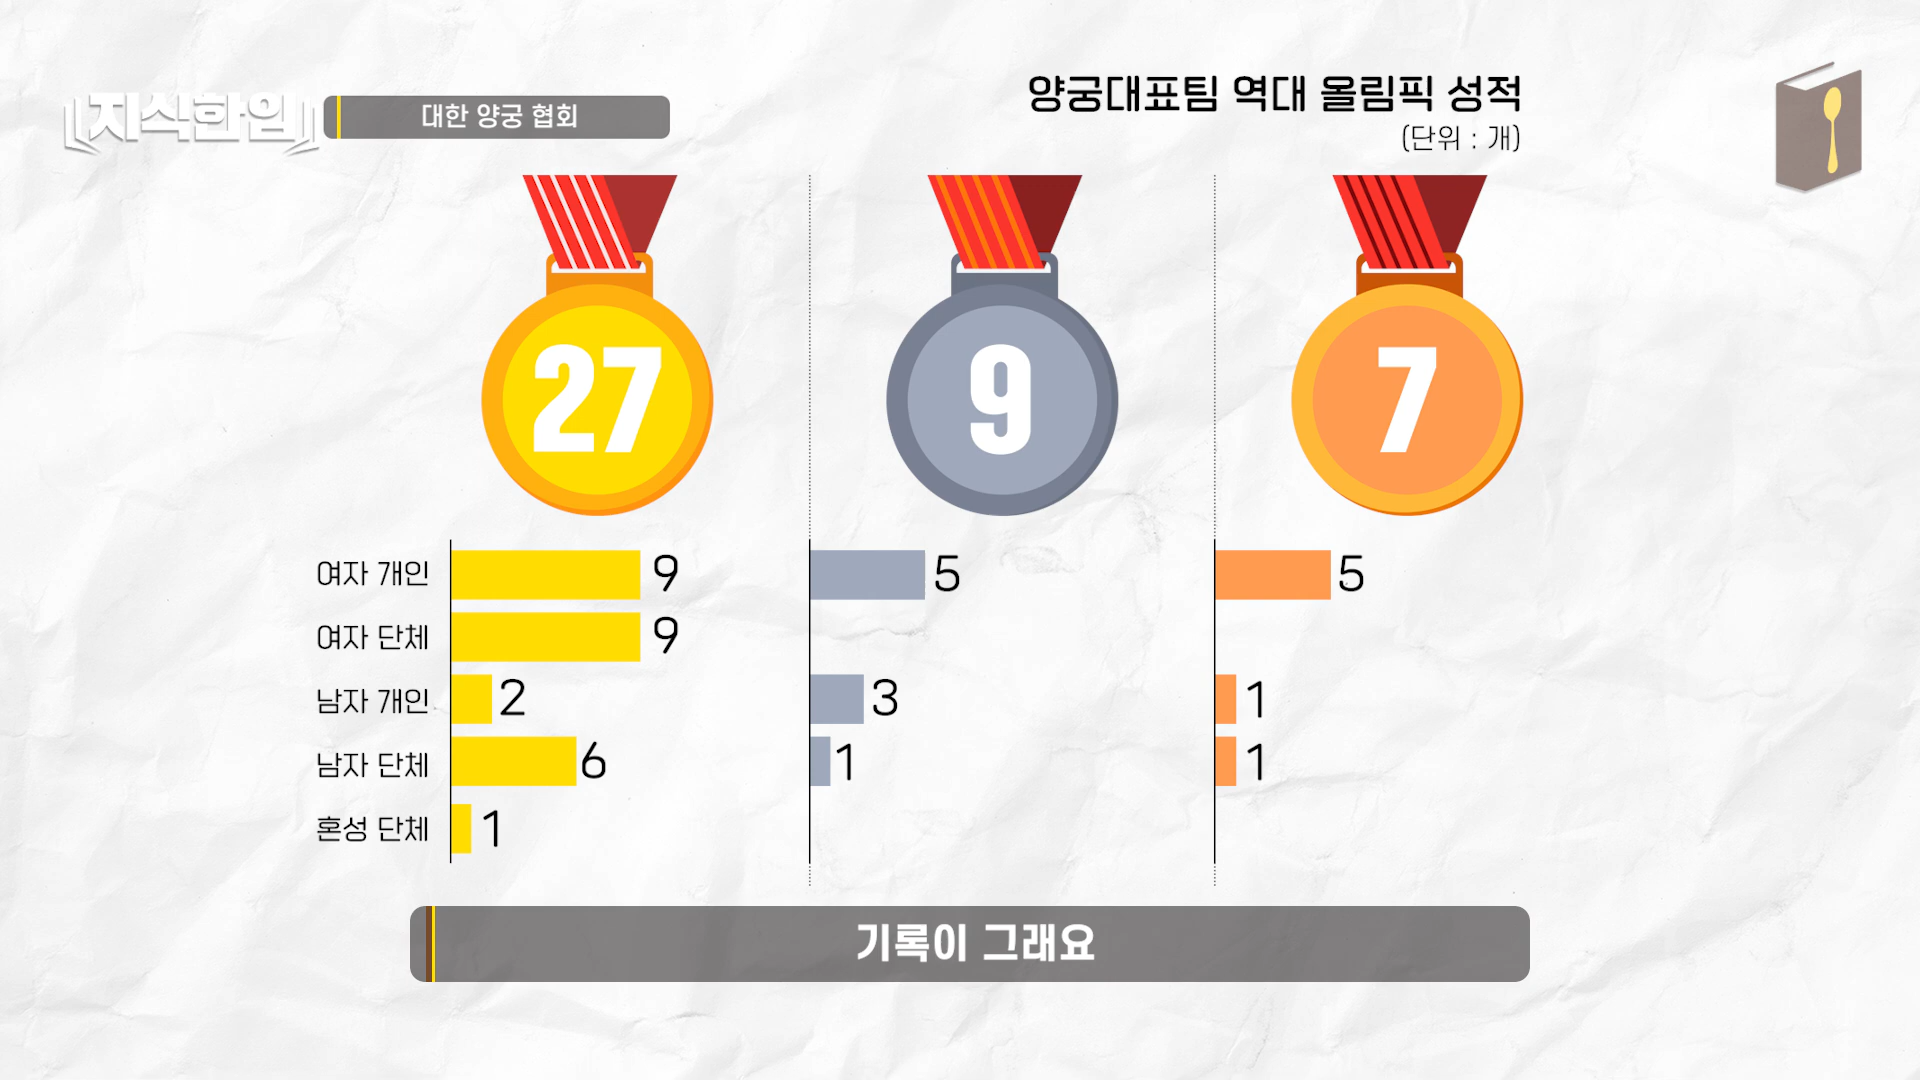 지식한입
대한 양궁 협회
양궁대표팀 역대 올림픽 성적
(단위 : 개)
27
9
7
여자 개인 9 5 5
여자 단체 9
남자 개인 2 3 1
남자 단체 6 1 1
혼성 단체 1
기록이 그래요